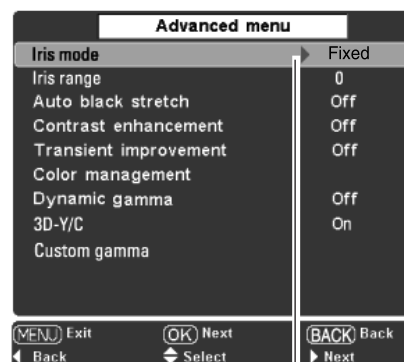 Advanced menu
Iris mode Fixed
Iris range 0
Auto black stretch Off
Contrast enhancement Off
Transient improvement Off
Color management
Dynamic gamma Off
3D-Y/C On
Custom gamma
MENU Exit OK Next BACK Back
Back Select Next